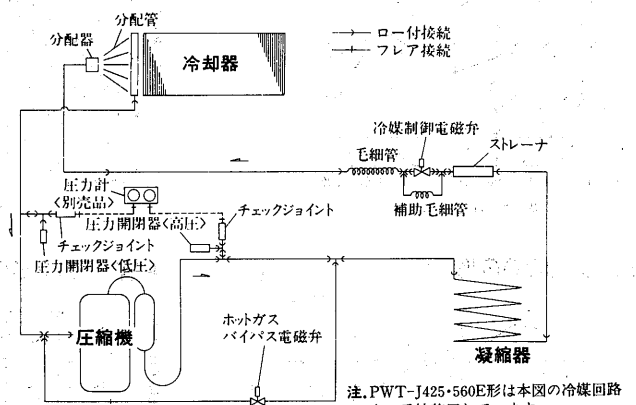 分配管
分配器
冷却器
ロー付接続
フレア接続
冷媒制御電磁弁
ストレーナ
毛細管
補助毛細管
圧力計
〈別売品〉
圧力開閉器〈高圧〉
チェックジョイント
チェックジョイント
圧力開閉器〈低圧〉
圧縮機
ホットガス
バイパス電磁弁
凝縮器
注.PWT-J425・560E形は本図の冷媒回路